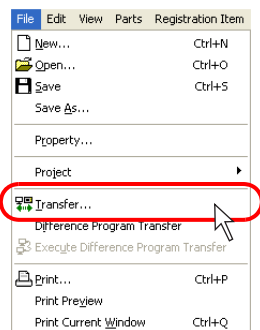 File Edit View Parts Registration Item
New... Ctrl+N
Open... Ctrl+O
Save Ctrl+S
Save As...
Property...
Project
Transfer...
Difference Program Transfer
Execute Difference Program Transfer
Print... Ctrl+P
Print Preview
Print Current Window Ctrl+Q